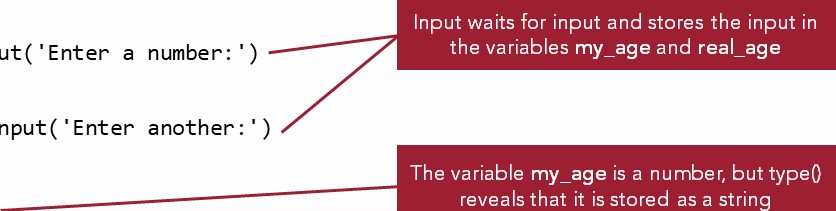 Input waits for input and stores the input in
the variables my_age and real_age
ut('Enter a number:')
nput('Enter another:')
The variable my_age is a number, but type()
reveals that it is stored as a string